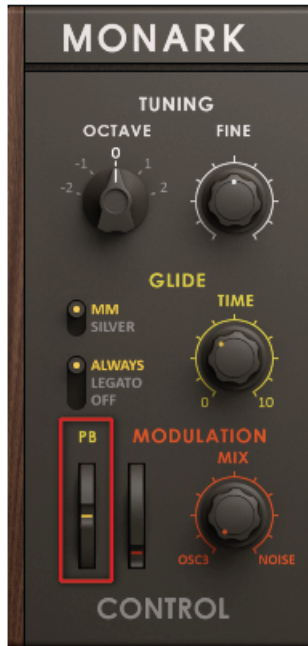 MONARK
TUNING
OCTAVE FINE
0
-1 1
-2 2
GLIDE
MM TIME
SILVER
ALWAYS
LEGATO
OFF 0 10
PB MODULATION
MIX
OSC3 NOISE
CONTROL